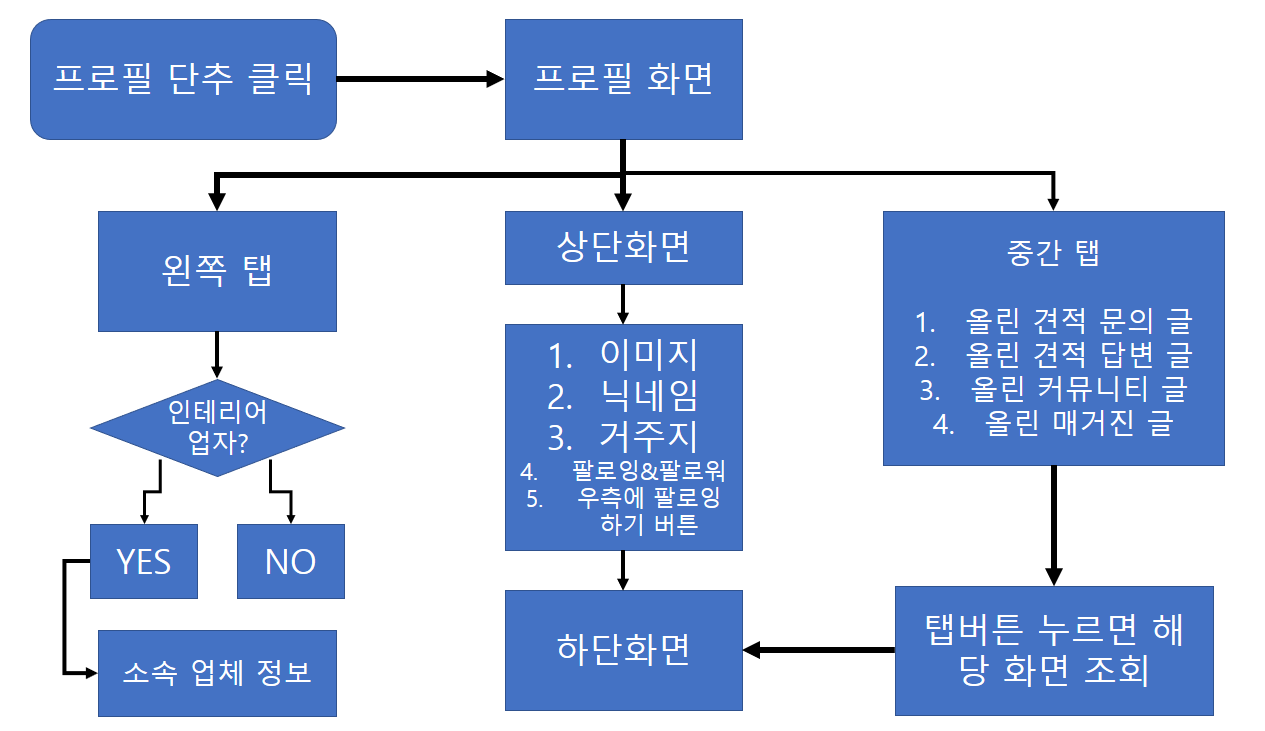 프로필 단추 클릭
프로필 화면
왼쪽 탭
상단화면
중간 탭
1. 올린 견적 문의 글
2. 올린 견적 답변 글
3. 올린 커뮤니티 글
4. 올린 매거진 글
1. 이미지
2. 닉네임
3. 거주지
4. 팔로잉&팔로워
5. 우측에 팔로잉
하기 버튼
인테리어
업자?
YES
NO
소속 업체 정보
하단화면
탭버튼 누르면 해
당 화면 조회